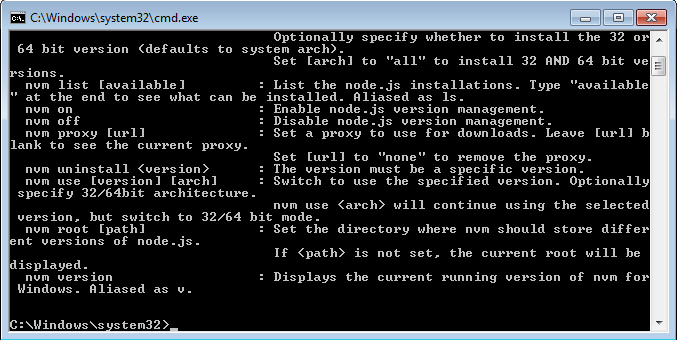 C:\Windows\system32\cmd.exe
Optionally specify whether to install the 32 or
64 bit version (defaults to system arch).
Set [arch] to "all" to install 32 AND 64 bit ve
rsions.
nvm list [available] : List the node.js installations. Type "available
" at the end to see what can be installed. Aliased as ls.
nvm on : Enable node.js version management.
nvm off : Disable node.js version management.
nvm proxy [url] : Set a proxy to use for downloads. Leave [url] b
lank to see the current proxy.
Set [url] to "none" to remove the proxy.
nvm uninstall <version> : The version must be a specific version.
nvm use [version] [arch] : Switch to use the specified version. Optionally
specify 32/64bit architecture.
nvm use <arch> will continue using the selected
version, but switch to 32/64 bit mode.
nvm root [path] : Set the directory where nvm should store differ
ent versions of node.js.
If <path> is not set, the current root will be
displayed.
nvm version : Displays the current running version of nvm for
Windows. Aliased as v.
C:\Windows\system32>_